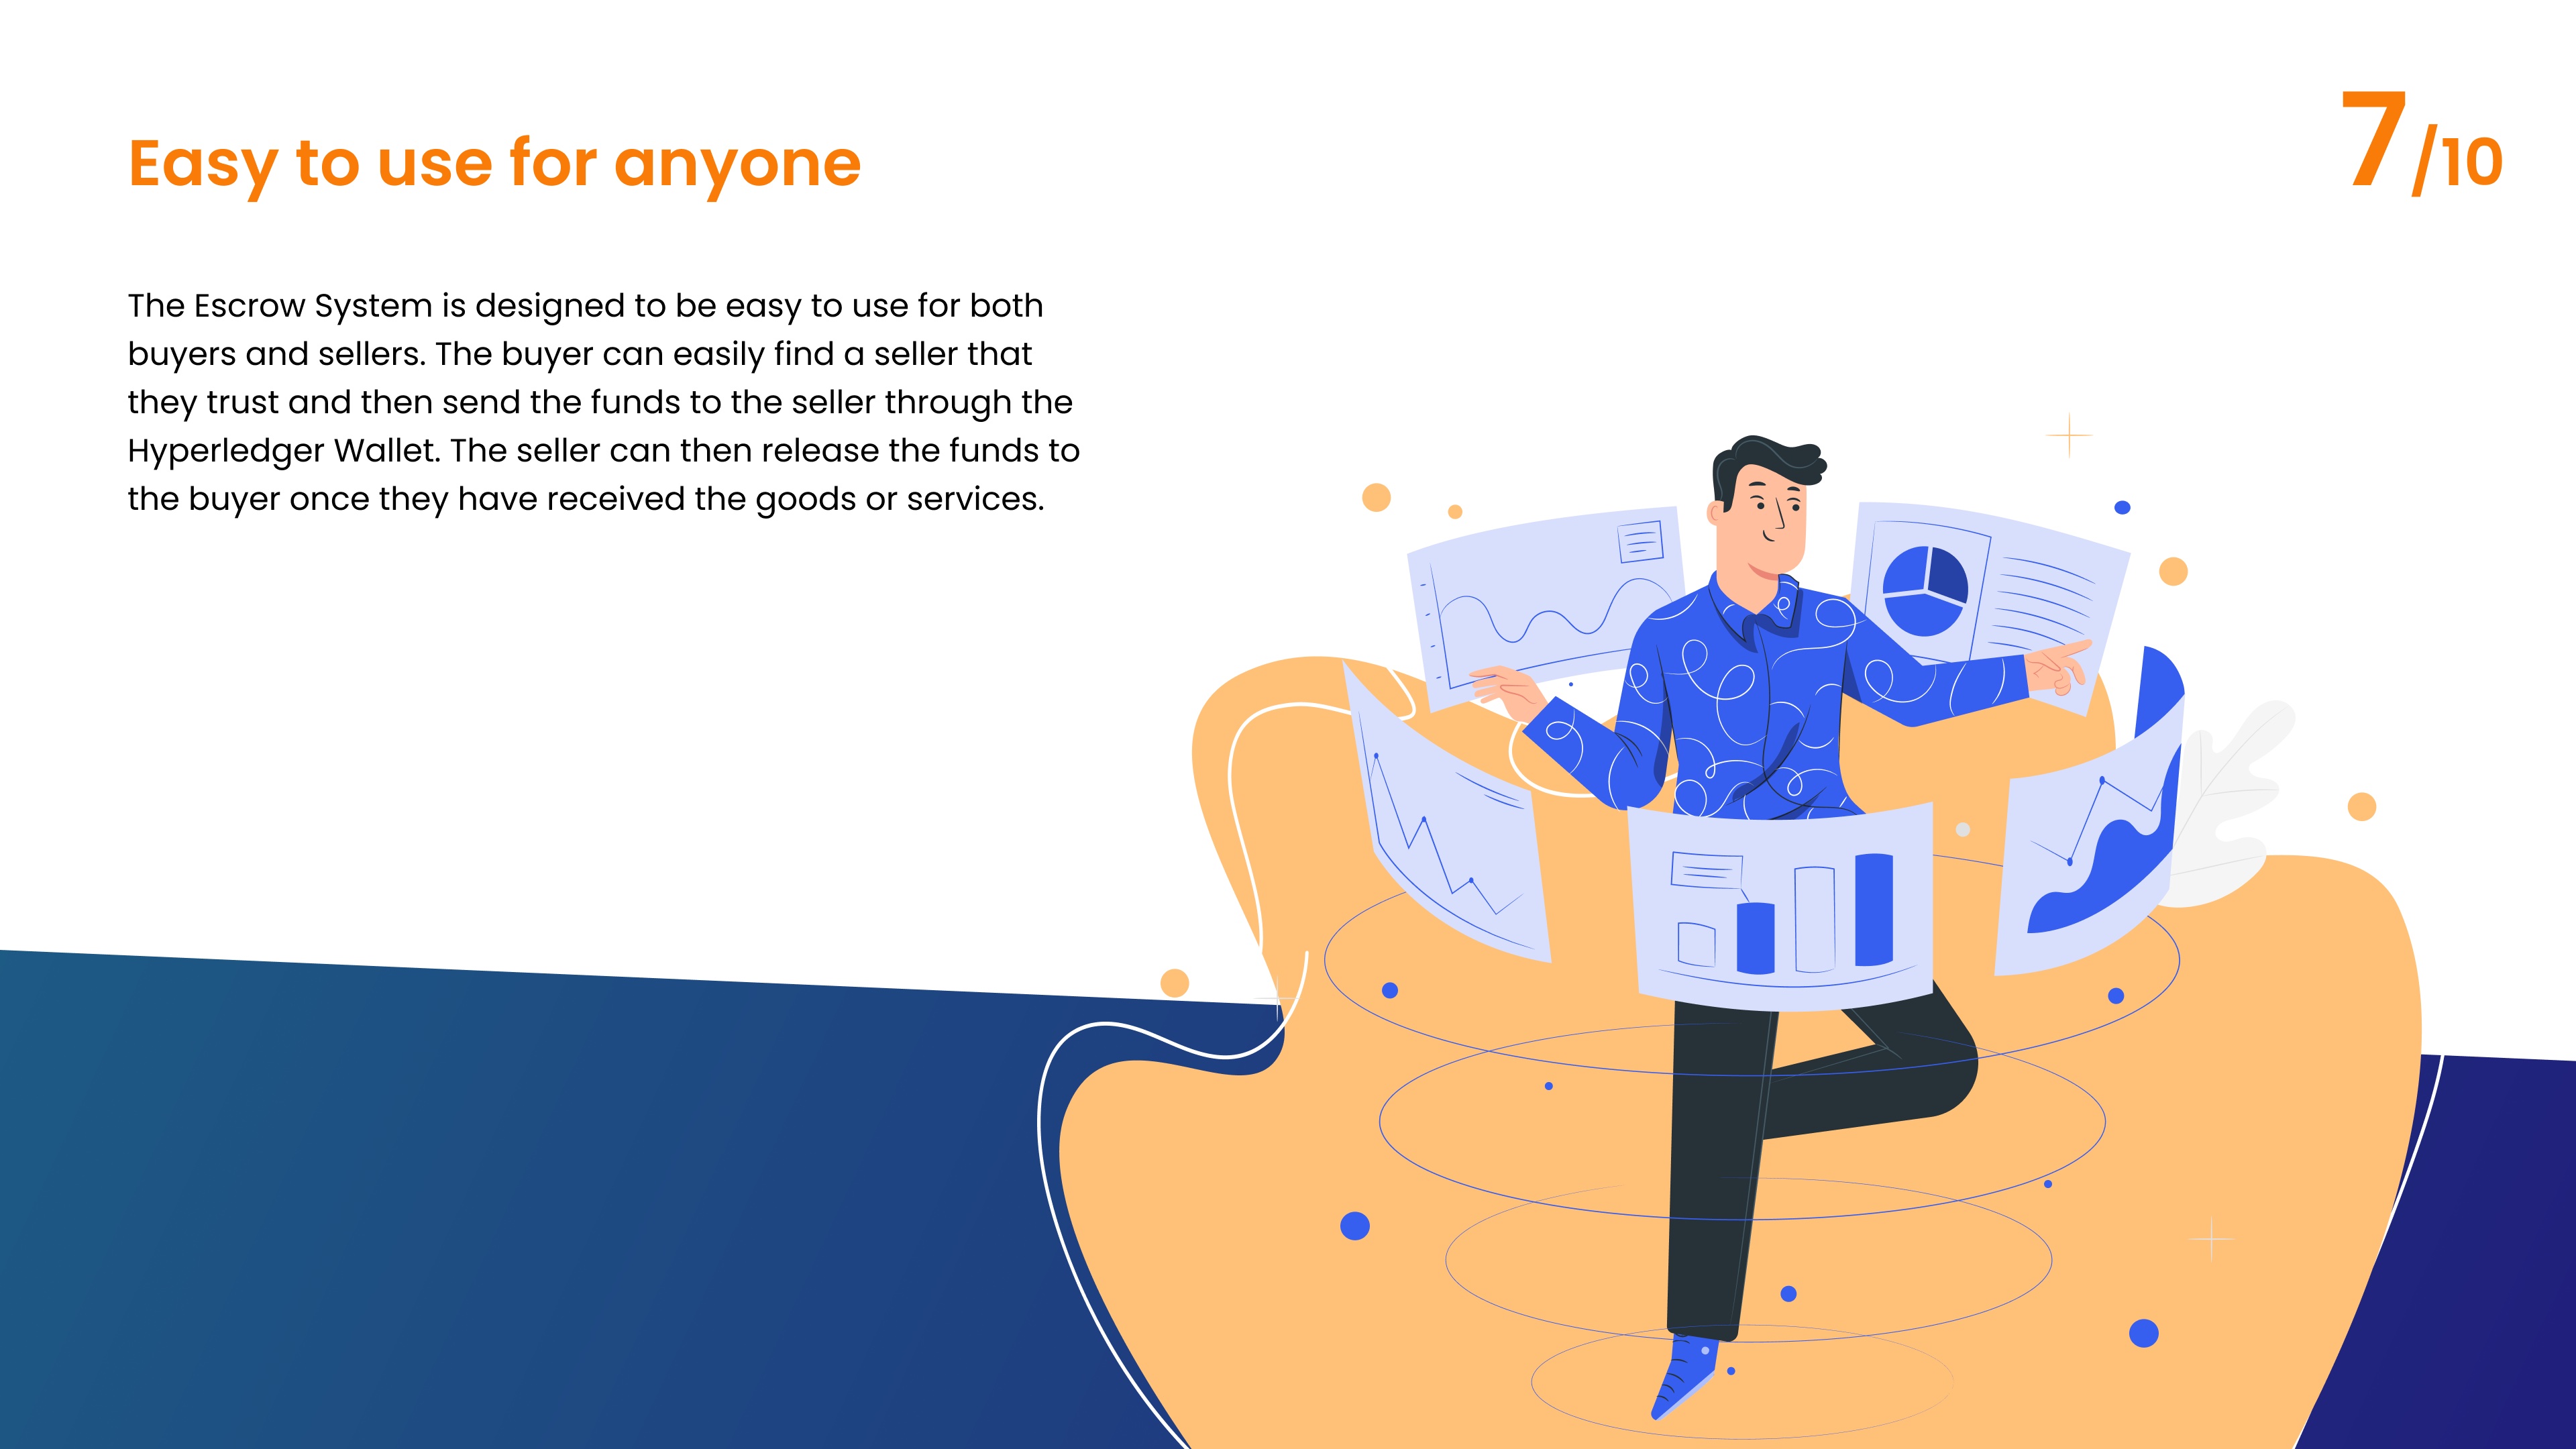 Easy to use for anyone
7/10
The Escrow System is designed to be easy to use for both
buyers and sellers. The buyer can easily find a seller that
they trust and then send the funds to the seller through the
Hyperledger Wallet. The seller can then release the funds to
the buyer once they have received the goods or services.